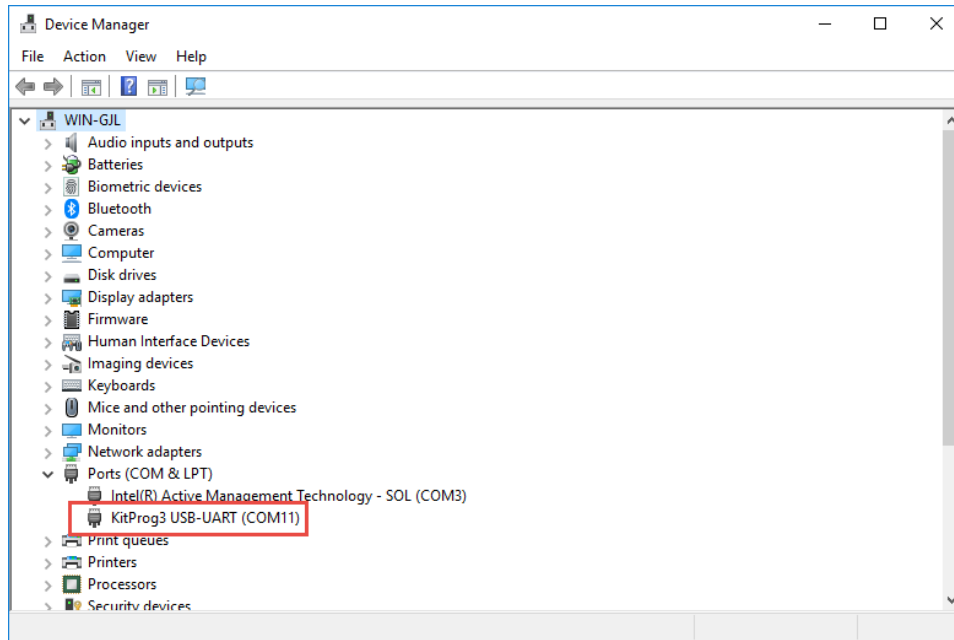 Device Manager
File Action View Help
WIN-GJL
Audio inputs and outputs
Batteries
Biometric devices
Bluetooth
Cameras
Computer
Disk drives
Display adapters
Firmware
Human Interface Devices
Imaging devices
Keyboards
Mice and other pointing devices
Monitors
Network adapters
Ports (COM & LPT)
Intel(R) Active Management Technology - SOL (COM3)
KitProg3 USB-UART (COM11)
Print queues
Printers
Processors
Security devices